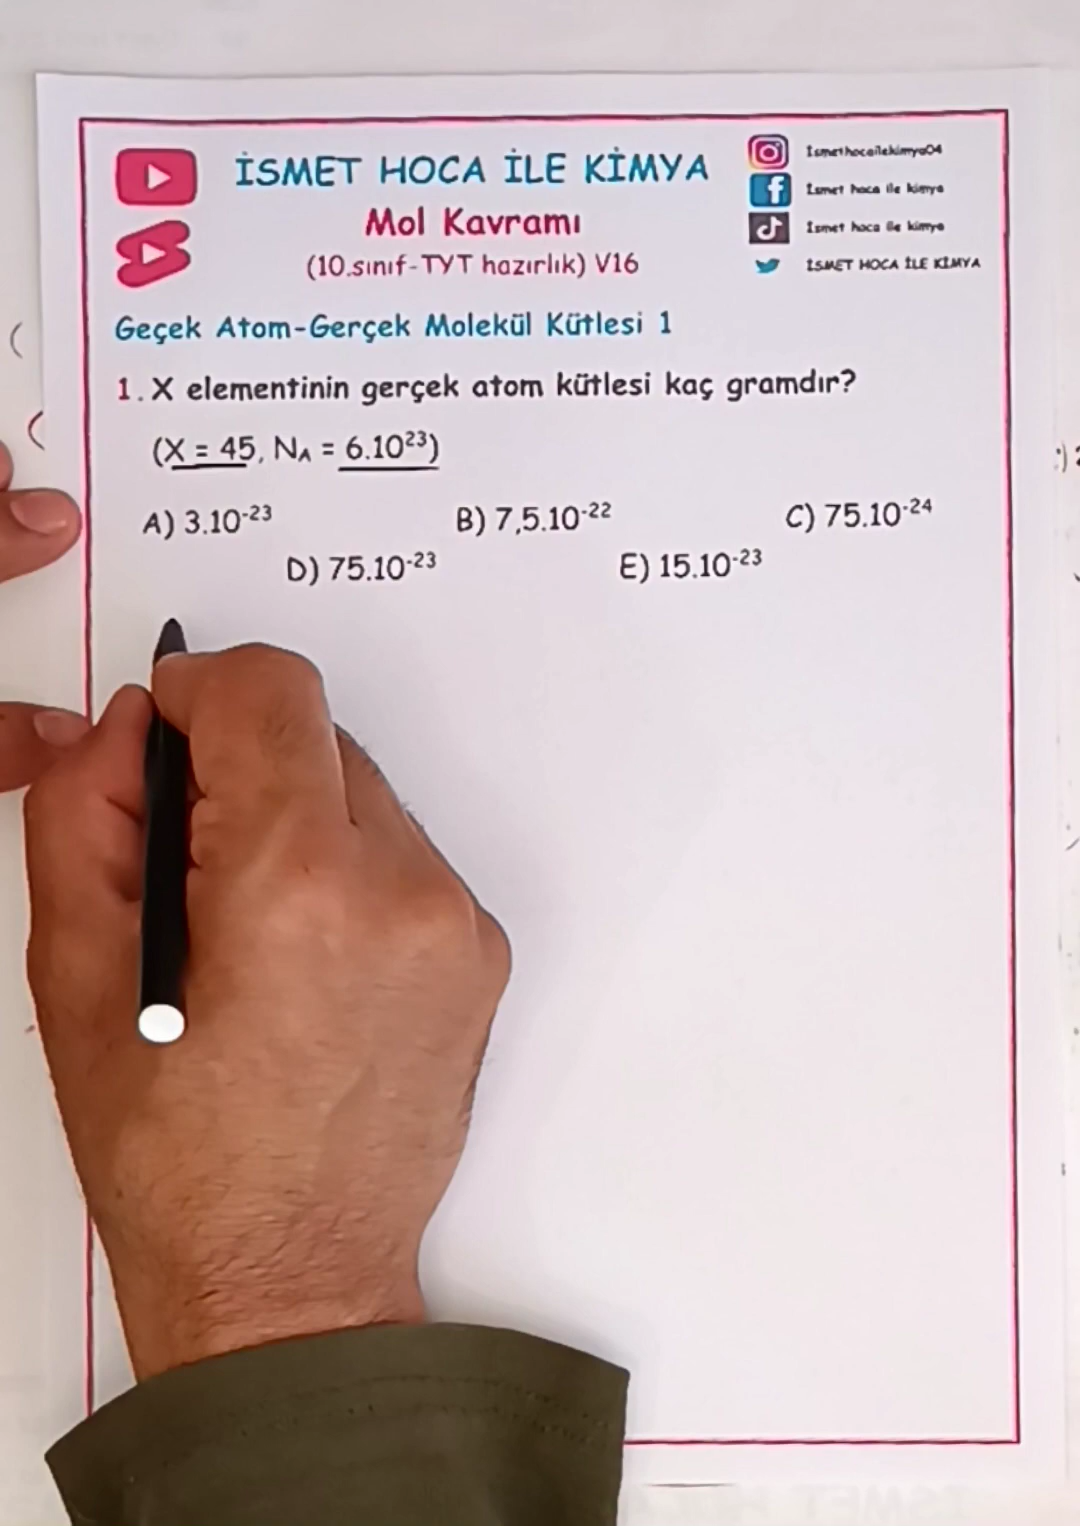 İSMET HOCA İLE KİMYA
Mol Kavramı
(10.sınıf-TYT hazırlık) V16
İsmethocailekimya04
İsmet hoca ile kimya
İsmet hoca ile kimya
İSMET HOCA İLE KİMYA
Geçek Atom-Gerçek Molekül Kütlesi 1
1. X elementinin gerçek atom kütlesi kaç gramdır?
(X = 45, Nᴀ = 6.10²³)
A) 3.10⁻²³ B) 7,5.10⁻²² C) 75.10⁻²⁴
D) 75.10⁻²³ E) 15.10⁻²³